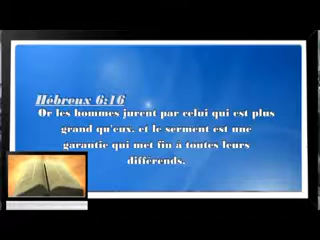 Hébreux 6:16
Or les hommes jurent par celui qui est plus
grand qu'eux, et le serment est une
garantie qui met fin à toutes leurs
différends.